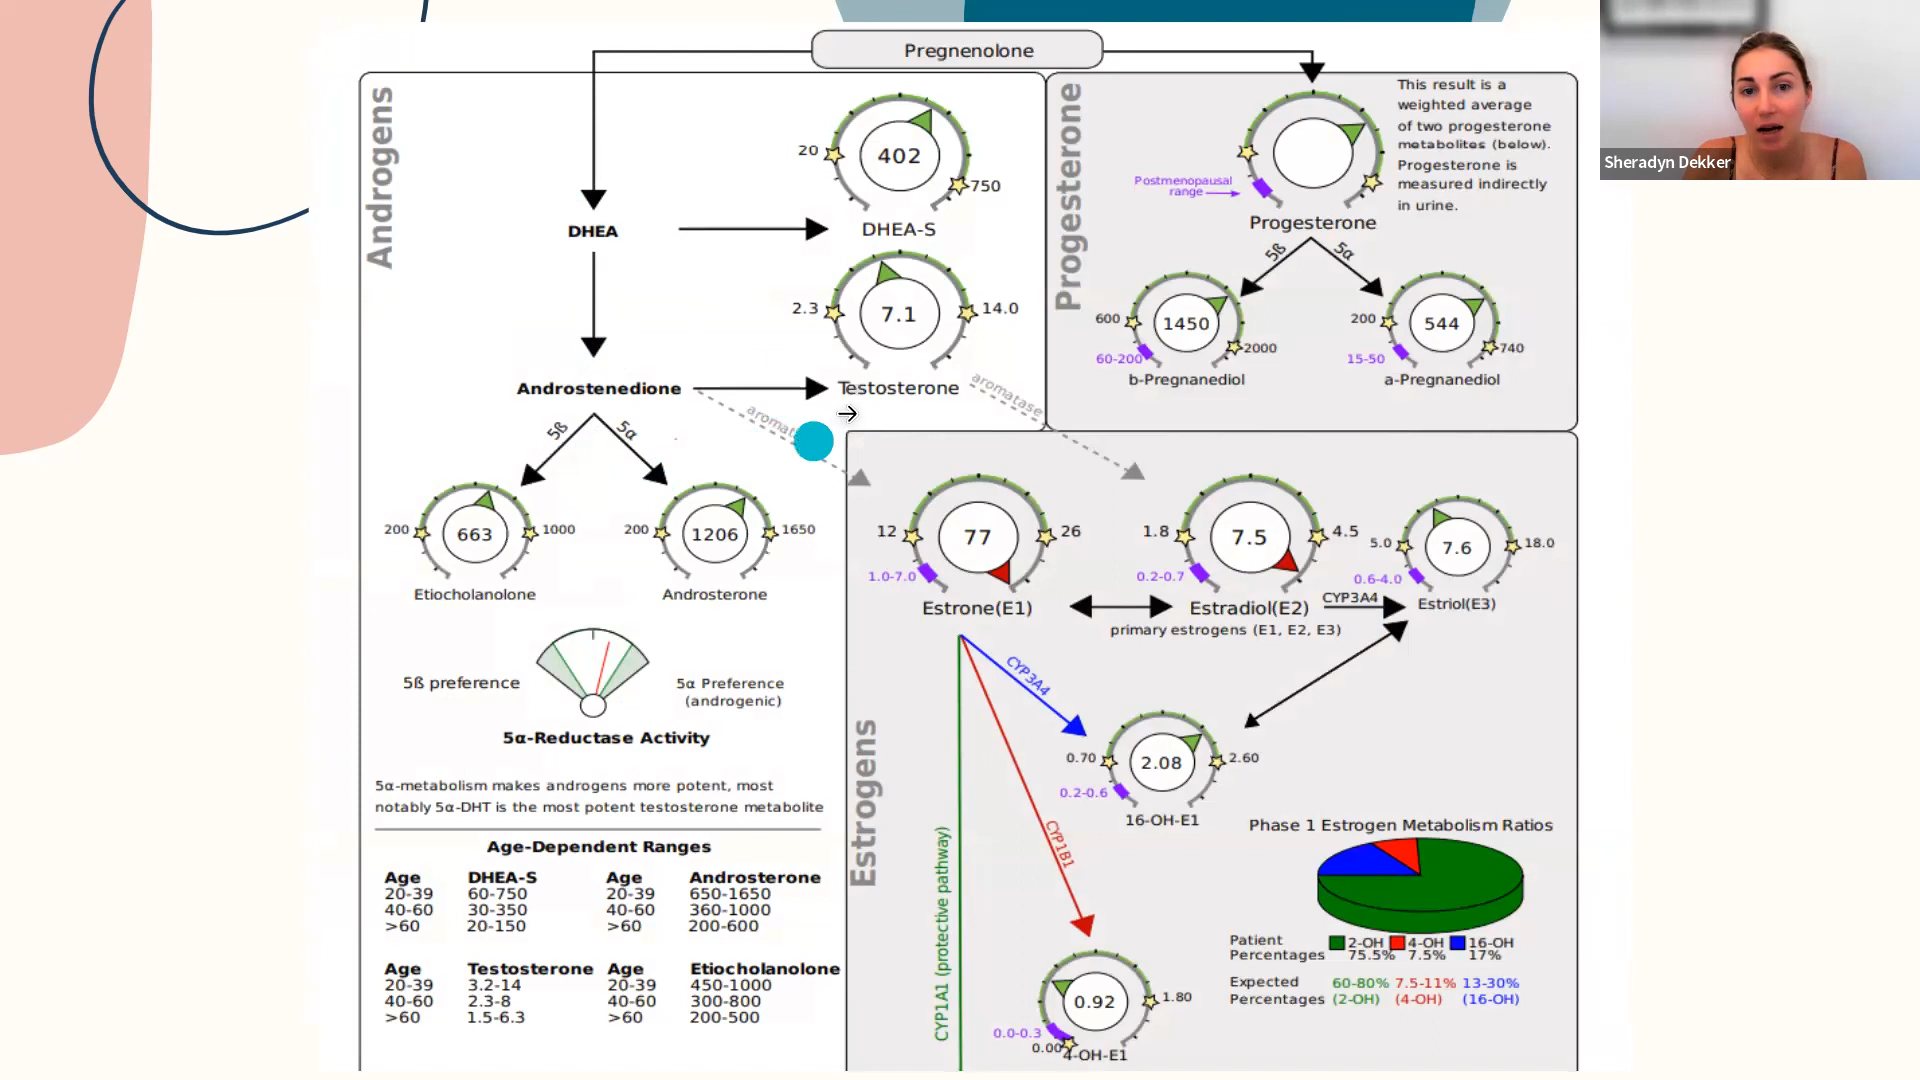 Pregnenolone
Androgens
20
402
750
DHEA-S
DHEA
2.3
7.1
14.0
Testosterone
Androstenedione
aromatase
5ß
5α
200
663
1000
Etiocholanolone
200
1206
1650
Androsterone
5ß preference
5α Preference
(androgenic)
5α-Reductase Activity
5α-metabolism makes androgens more potent, most
notably 5α-DHT is the most potent testosterone metabolite
Age-Dependent Ranges
Age DHEA-S Age Androsterone
20-39 60-750 20-39 650-1650
40-60 30-350 40-60 360-1000
>60 20-150 >60 200-600
Age Testosterone Age Etiocholanolone
20-39 3.2-14 20-39 450-1000
40-60 2.3-8 40-60 300-800
>60 1.5-6.3 >60 200-500
Progesterone
This result is a
weighted average
of two progesterone
metabolites (below).
Progesterone is
measured indirectly
in urine.
Postmenopausal
range
Progesterone
5ß
5α
600
1450
2000
60-200
b-Pregnanediol
200
544
740
15-50
a-Pregnanediol
Estrogens
12
77
26
1.0-7.0
Estrone(E1)
1.8
7.5
4.5
0.2-0.7
Estradiol(E2)
CYP3A4
5.0
7.6
18.0
0.6-4.0
Estriol(E3)
primary estrogens (E1, E2, E3)
CYP3A4
0.70
2.08
2.60
0.2-0.6
16-OH-E1
CYP1B1
CYP1A1 (protective pathway)
0.92
1.80
0.0-0.3
0.00
4-OH-E1
Phase 1 Estrogen Metabolism Ratios
Patient 2-OH 4-OH 16-OH
Percentages 75.5% 7.5% 17%
Expected 60-80% 7.5-11% 13-30%
Percentages (2-OH) (4-OH) (16-OH)
Sheradyn Dekker